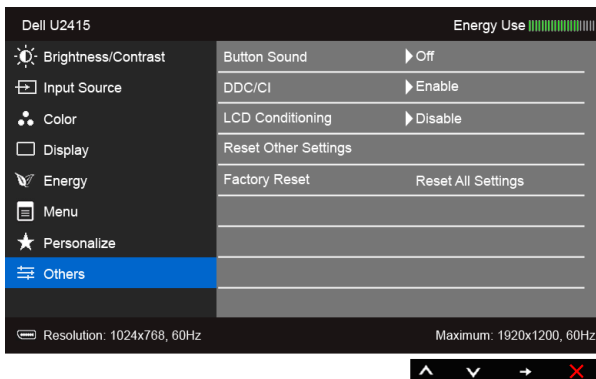 Dell U2415 Energy Use
Brightness/Contrast Button Sound Off
Input Source DDC/CI Enable
Color LCD Conditioning Disable
Display Reset Other Settings
Energy Factory Reset Reset All Settings
Menu
Personalize
Others
Resolution: 1024x768, 60Hz Maximum: 1920x1200, 60Hz